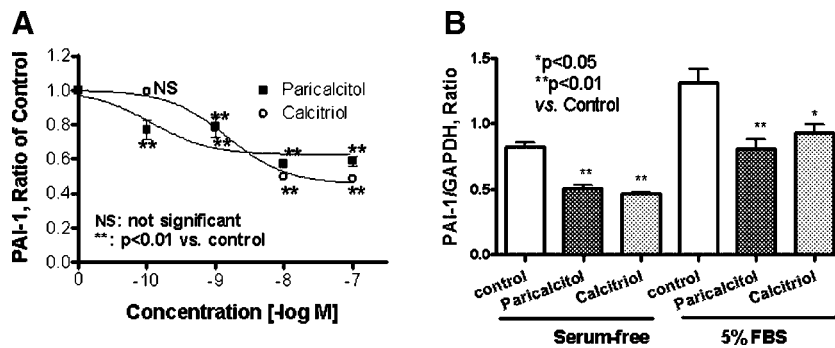 A
PAI-1, Ratio of Control
1.2
1.0
0.8
0.6
0.4
0.2
0.0
NS
Paricalcitol
Calcitriol
**
**
**
**
**
**
**
NS: not significant
**: p<0.01 vs. control
0
-10
-9
-8
-7
Concentration [-log M]
B
PAI-1/GAPDH, Ratio
1.5
1.0
0.5
0.0
*p<0.05
**p<0.01
vs. Control
**
**
**
*
control
Paricalcitol
Calcitriol
control
Paricalcitol
Calcitriol
Serum-free
5% FBS